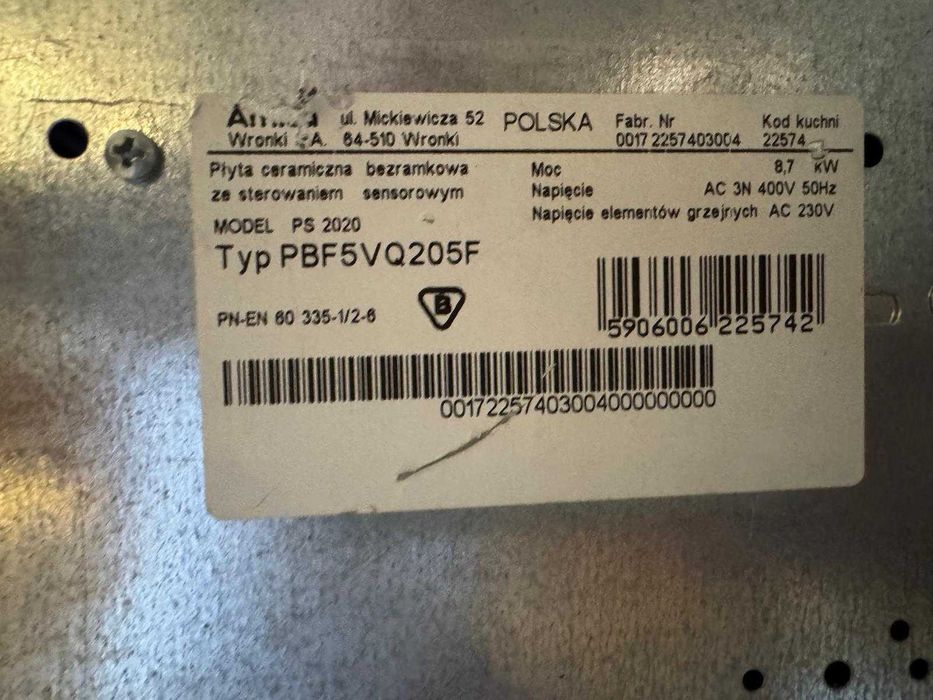 ul. Mickiewicza 52
Wronki A. 64-510 Wronki
POLSKA
Fabr. Nr
0017 2257403004
Kod kuchni
22574
Płyta ceramiczna bezramkowa
ze sterowaniem sensorowym
MODEL PS 2020
Typ PBF5VQ205F
Moc 8,7 kW
Napięcie AC 3N 400V 50Hz
Napięcie elementów grzejnych AC 230V
PN-EN 60 335-1/2-6
B
5906006 225742
00172257403004000000000